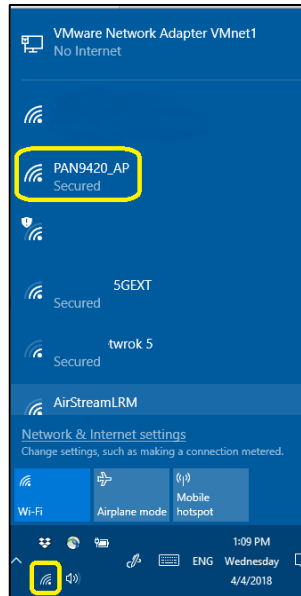 VMware Network Adapter VMnet1
No Internet
PAN9420_AP
Secured
5GEXT
Secured
twrok 5
Secured
AirStreamLRM
Network & Internet settings
Change settings, such as making a connection metered.
Wi-Fi
Airplane mode
Mobile
hotspot
1:09 PM
ENG Wednesday
4/4/2018